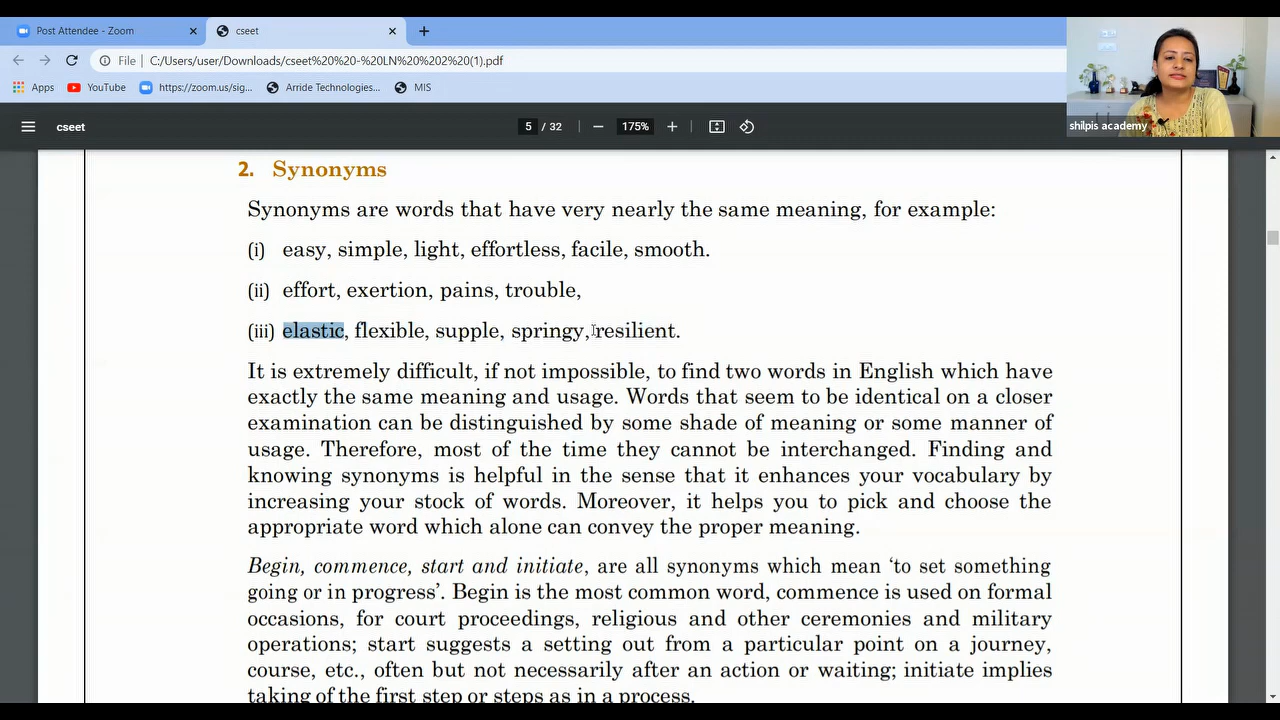 Post Attendee - Zoom
cseet
File | C:/Users/user/Downloads/cseet%20%20-%20LN%20%202%20(1).pdf
Apps YouTube https://zoom.us/sig... Arride Technologies... MIS
shilpis academy
cseet 5 / 32 175%
2. Synonyms
Synonyms are words that have very nearly the same meaning, for example:
(i) easy, simple, light, effortless, facile, smooth.
(ii) effort, exertion, pains, trouble,
(iii) elastic, flexible, supple, springy, resilient.
It is extremely difficult, if not impossible, to find two words in English which have
exactly the same meaning and usage. Words that seem to be identical on a closer
examination can be distinguished by some shade of meaning or some manner of
usage. Therefore, most of the time they cannot be interchanged. Finding and
knowing synonyms is helpful in the sense that it enhances your vocabulary by
increasing your stock of words. Moreover, it helps you to pick and choose the
appropriate word which alone can convey the proper meaning.
Begin, commence, start and initiate, are all synonyms which mean ‘to set something
going or in progress’. Begin is the most common word, commence is used on formal
occasions, for court proceedings, religious and other ceremonies and military
operations; start suggests a setting out from a particular point on a journey,
course, etc., often but not necessarily after an action or waiting; initiate implies
taking of the first step or steps as in a process.